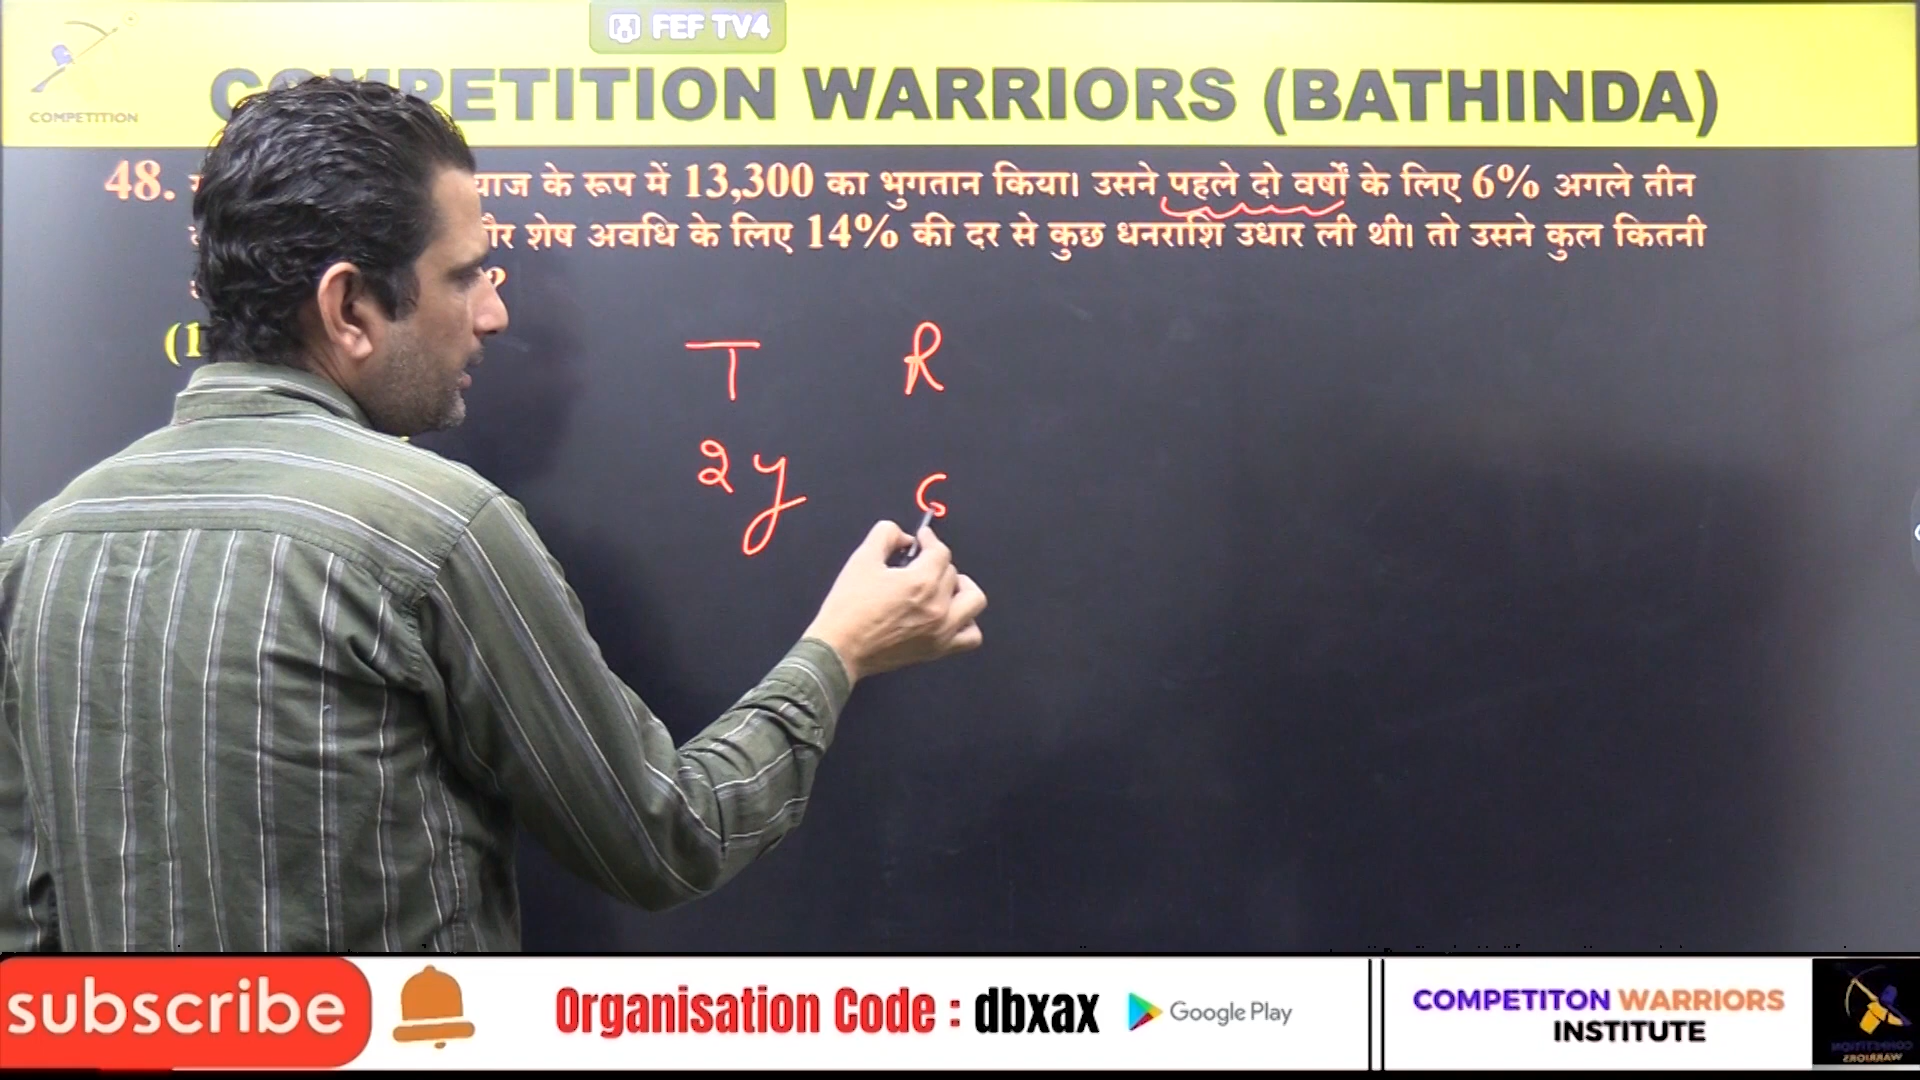 FEF TV4
COMPETITION WARRIORS (BATHINDA)
COMPETITION
48. के रूप में 13,300 का भुगतान किया। उसने पहले दो वर्षों के लिए 6% अगले तीन
शेष अवधि के लिए 14% की दर से कुछ धनराशि उधार ली थी। तो उसने कुल कितनी
?
(1
T R
2y 6
subscribe
Organisation Code : dbxax
Google Play
COMPETITON WARRIORS
INSTITUTE